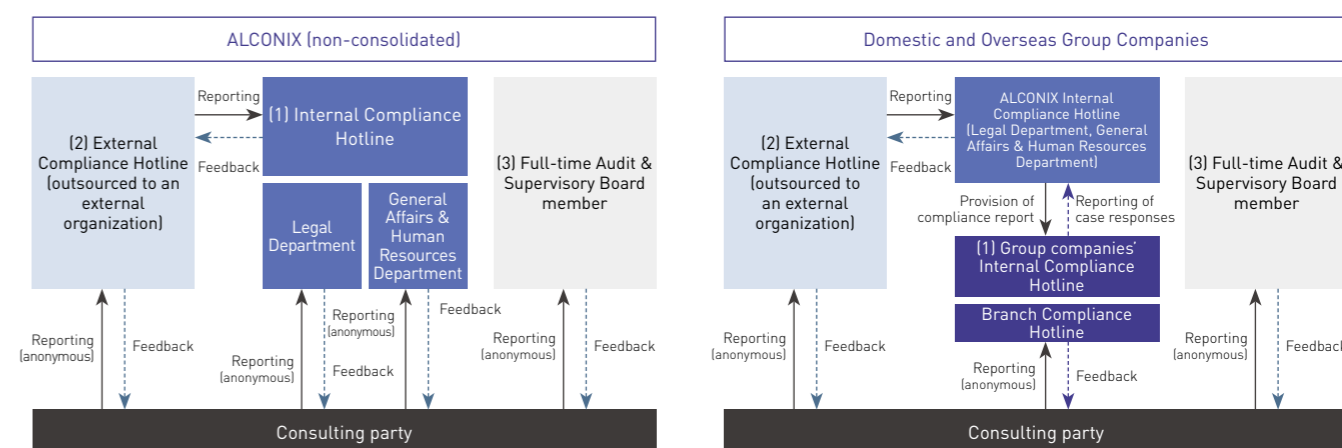 ALCONIX (non-consolidated)
(2) External
Compliance Hotline
(outsourced to an
external
organization)
Reporting
Feedback
(1) Internal Compliance
Hotline
Legal
Department
General
Affairs &
Human
Resources
Department
(3) Full-time Audit &
Supervisory Board
member
Reporting
(anonymous)
Feedback
Reporting
(anonymous)
Feedback
Reporting
(anonymous)
Feedback
Reporting
(anonymous)
Feedback
Consulting party
Domestic and Overseas Group Companies
(2) External
Compliance Hotline
(outsourced to
an external
organization)
Reporting
Feedback
ALCONIX Internal
Compliance Hotline
(Legal Department, General
Affairs & Human Resources
Department)
Provision of
compliance report
Reporting of
case responses
(1) Group companies'
Internal Compliance
Hotline
Branch Compliance
Hotline
(3) Full-time Audit &
Supervisory Board
member
Reporting
(anonymous)
Feedback
Reporting
(anonymous)
Feedback
Reporting
(anonymous)
Feedback
Consulting party